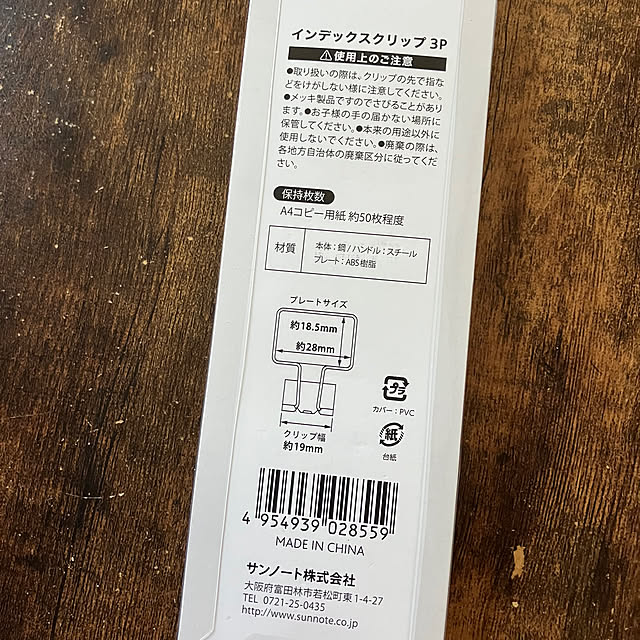 インデックスクリップ 3P
⚠使用上のご注意
●取り扱いの際は、クリップの先で指な
どをけがしない様に注意してください。
●メッキ製品ですのでさびることがあり
ます。●お子様の手の届かない場所に
保管してください。●本来の用途以外に
使用しないでください。●廃棄の際は、
各地方自治体の廃棄区分に従ってくだ
さい。
保持枚数
A4コピー用紙 約50枚程度
材質
本体：鋼/ハンドル：スチール
プレート：ABS樹脂
プレートサイズ
約18.5mm
約28mm
クリップ幅
約19mm
プラ
カバー：PVC
紙
台紙
4 954939 028559
MADE IN CHINA
サンノート株式会社
大阪府富田林市若松町東1-4-27
TEL 0721-25-0435
http://www.sunnote.co.jp